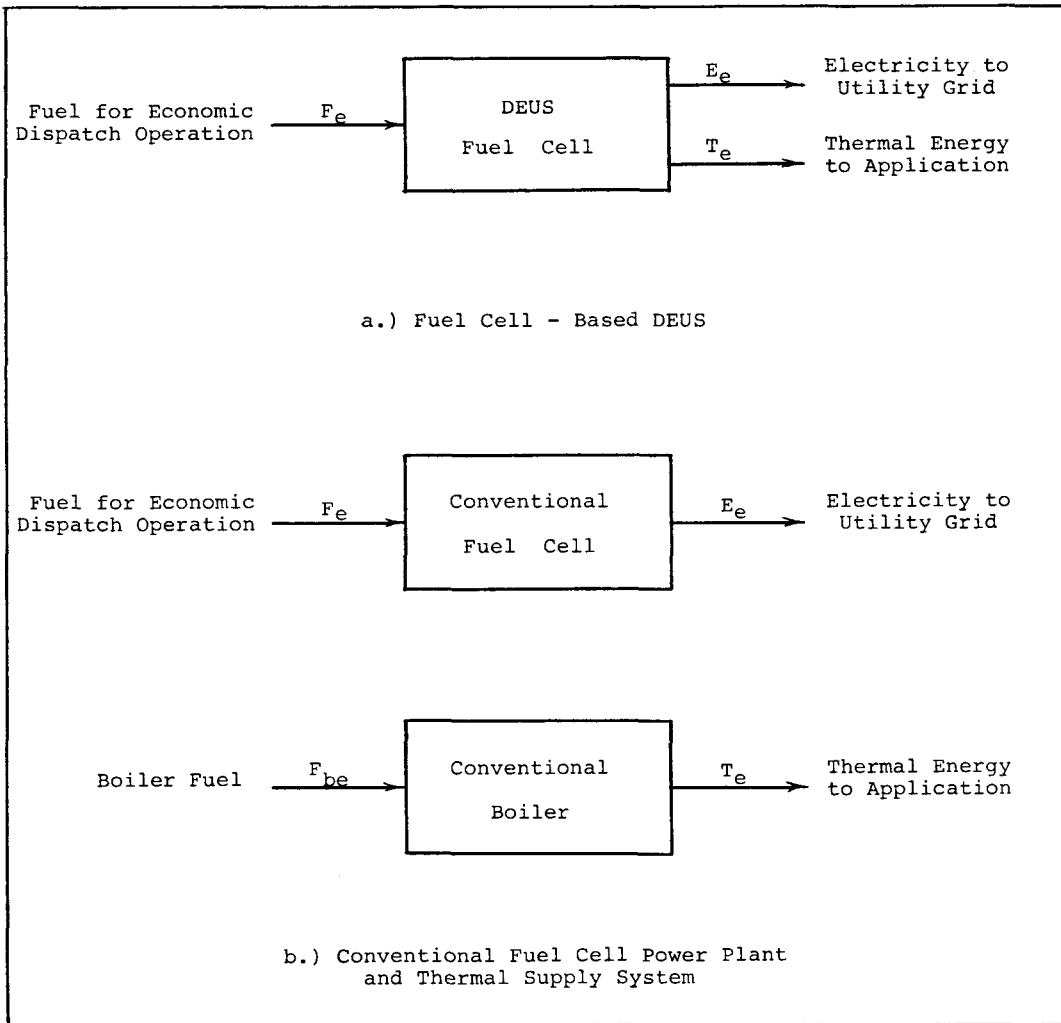 Fuel for Economic
Dispatch Operation
F_e
DEUS
Fuel Cell
E_e
Electricity to
Utility Grid
T_e
Thermal Energy
to Application
a.) Fuel Cell - Based DEUS
Fuel for Economic
Dispatch Operation
F_e
Conventional
Fuel Cell
E_e
Electricity to
Utility Grid
Boiler Fuel
F_be
Conventional
Boiler
T_e
Thermal Energy
to Application
b.) Conventional Fuel Cell Power Plant
and Thermal Supply System